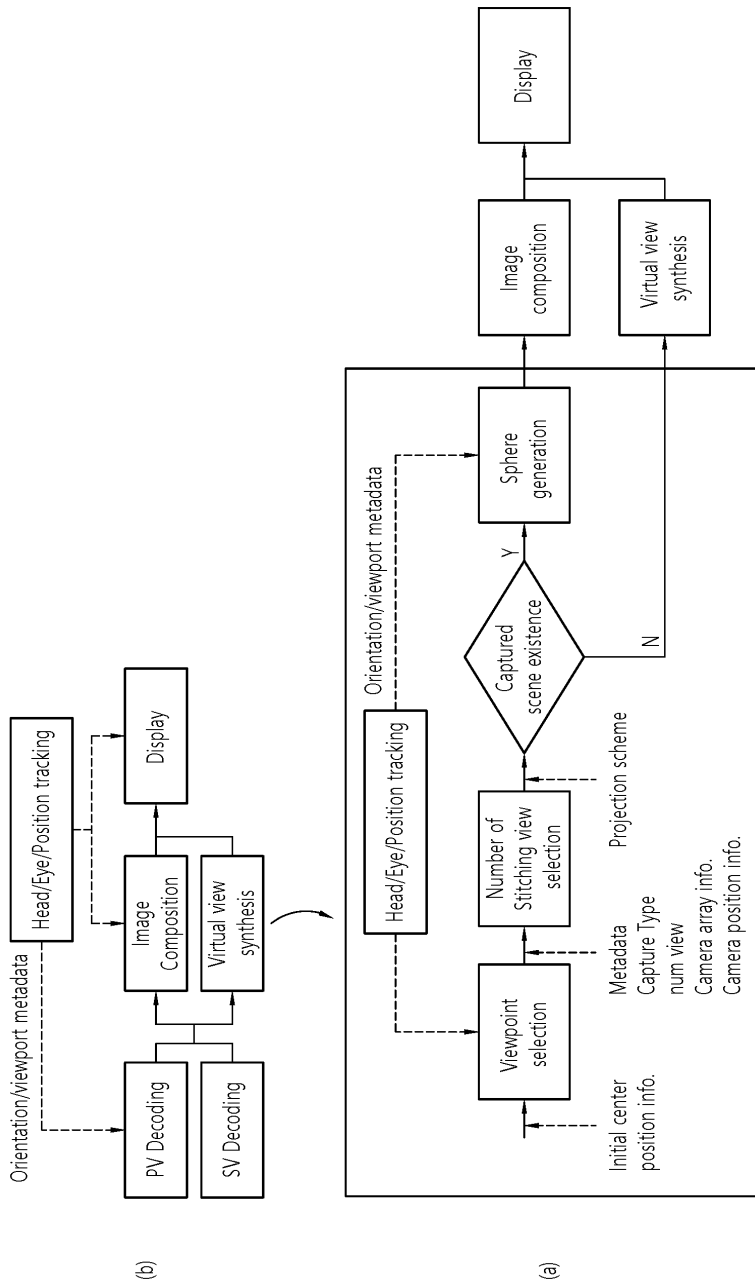 (b)
Orientation/viewport metadata
Head/Eye/Position tracking
PV Decoding
SV Decoding
Image
Composition
Virtual view
synthesis
Display
(a)
Initial center
position info.
Viewpoint
selection
Head/Eye/Position tracking
Orientation/viewport metadata
Metadata
Capture Type
num view
Camera array info.
Camera position info.
Number of
Stitching view
selection
Projection scheme
Captured
scene existence
Y
N
Sphere
generation
Image
composition
Virtual view
synthesis
Display